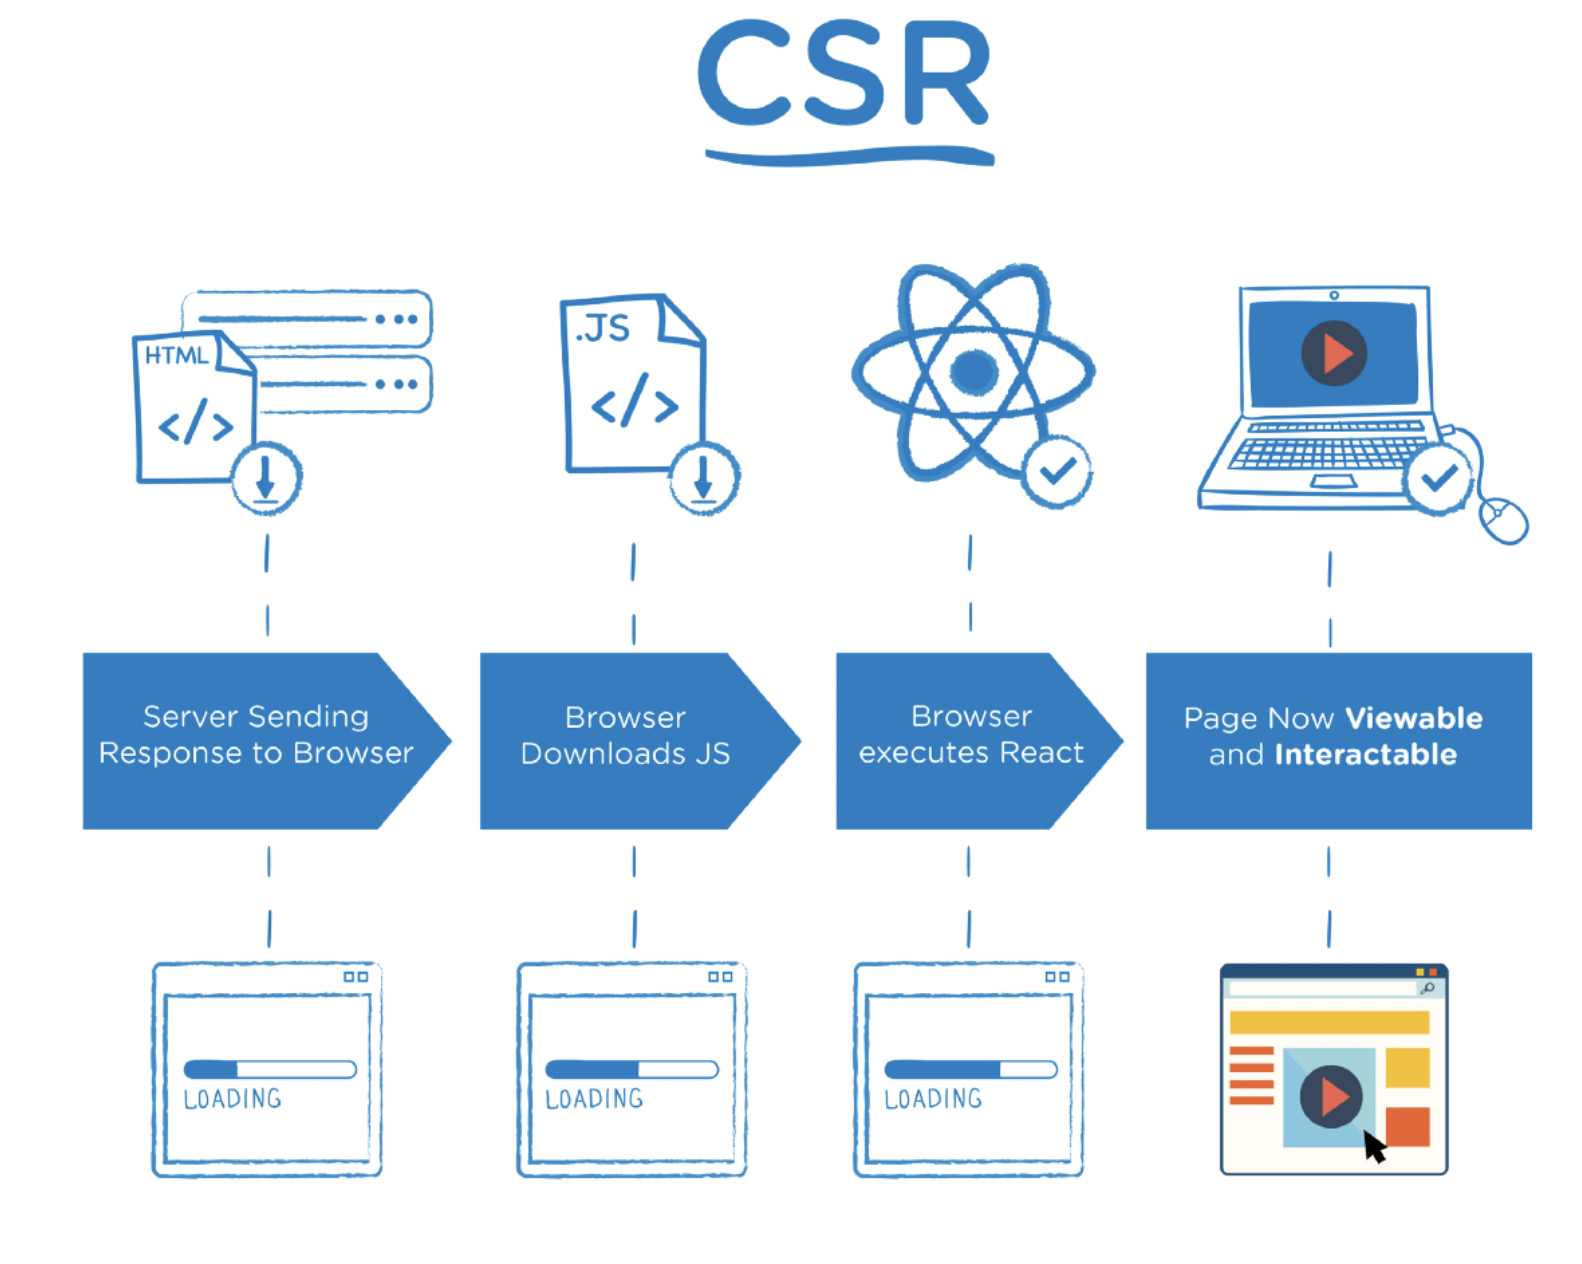 CSR
HTML
</>
.JS
</>
Server Sending
Response to Browser
Browser
Downloads JS
Browser
executes React
Page Now Viewable
and Interactable
LOADING
LOADING
LOADING